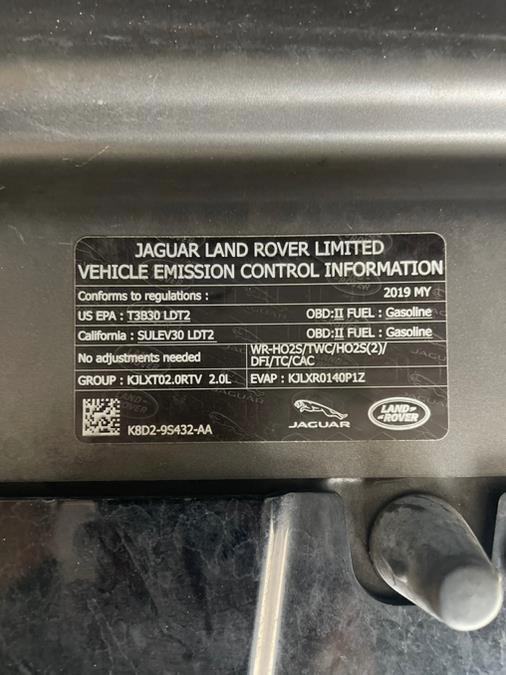 JAGUAR LAND ROVER LIMITED
VEHICLE EMISSION CONTROL INFORMATION
Conforms to regulations : 2019 MY
US EPA : T3B30 LDT2 OBD:II FUEL : Gasoline
California : SULEV30 LDT2 OBD:II FUEL : Gasoline
No adjustments needed
WR-HO2S/TWC/HO2S(2)/
DFI/TC/CAC
GROUP : KJLXT02.0RTV 2.0L EVAP : KJLXR0140P1Z
K8D2-9S432-AA
JAGUAR
LAND-
-ROVER